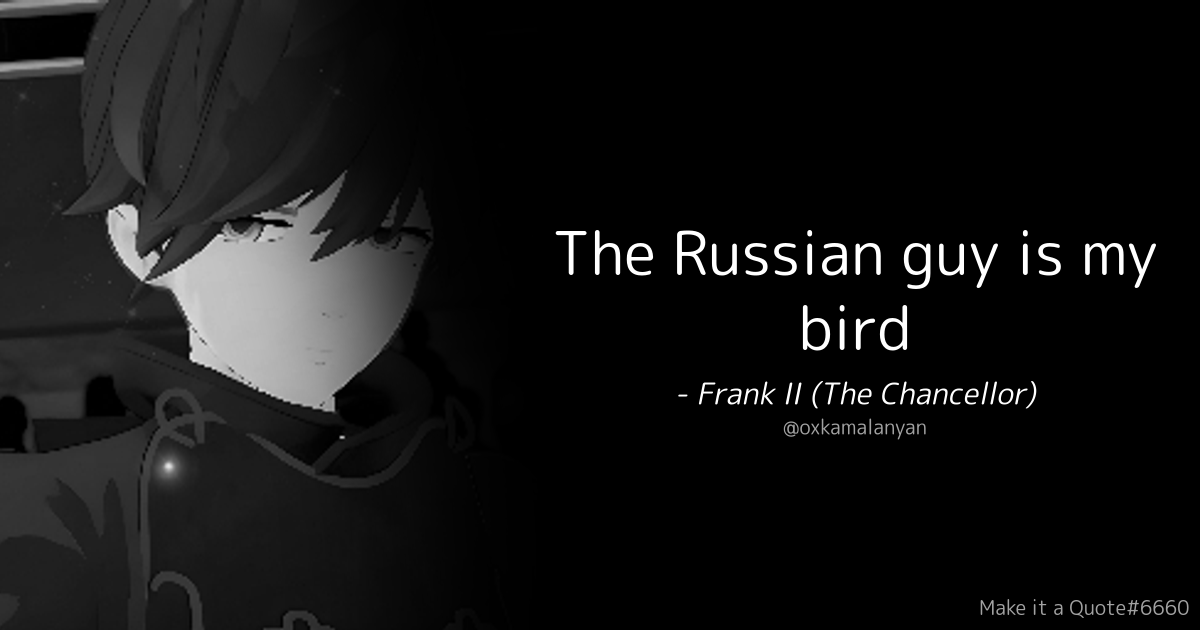 The Russian guy is my
bird
- Frank II (The Chancellor)
@oxkamalanyan
Make it a Quote#6660